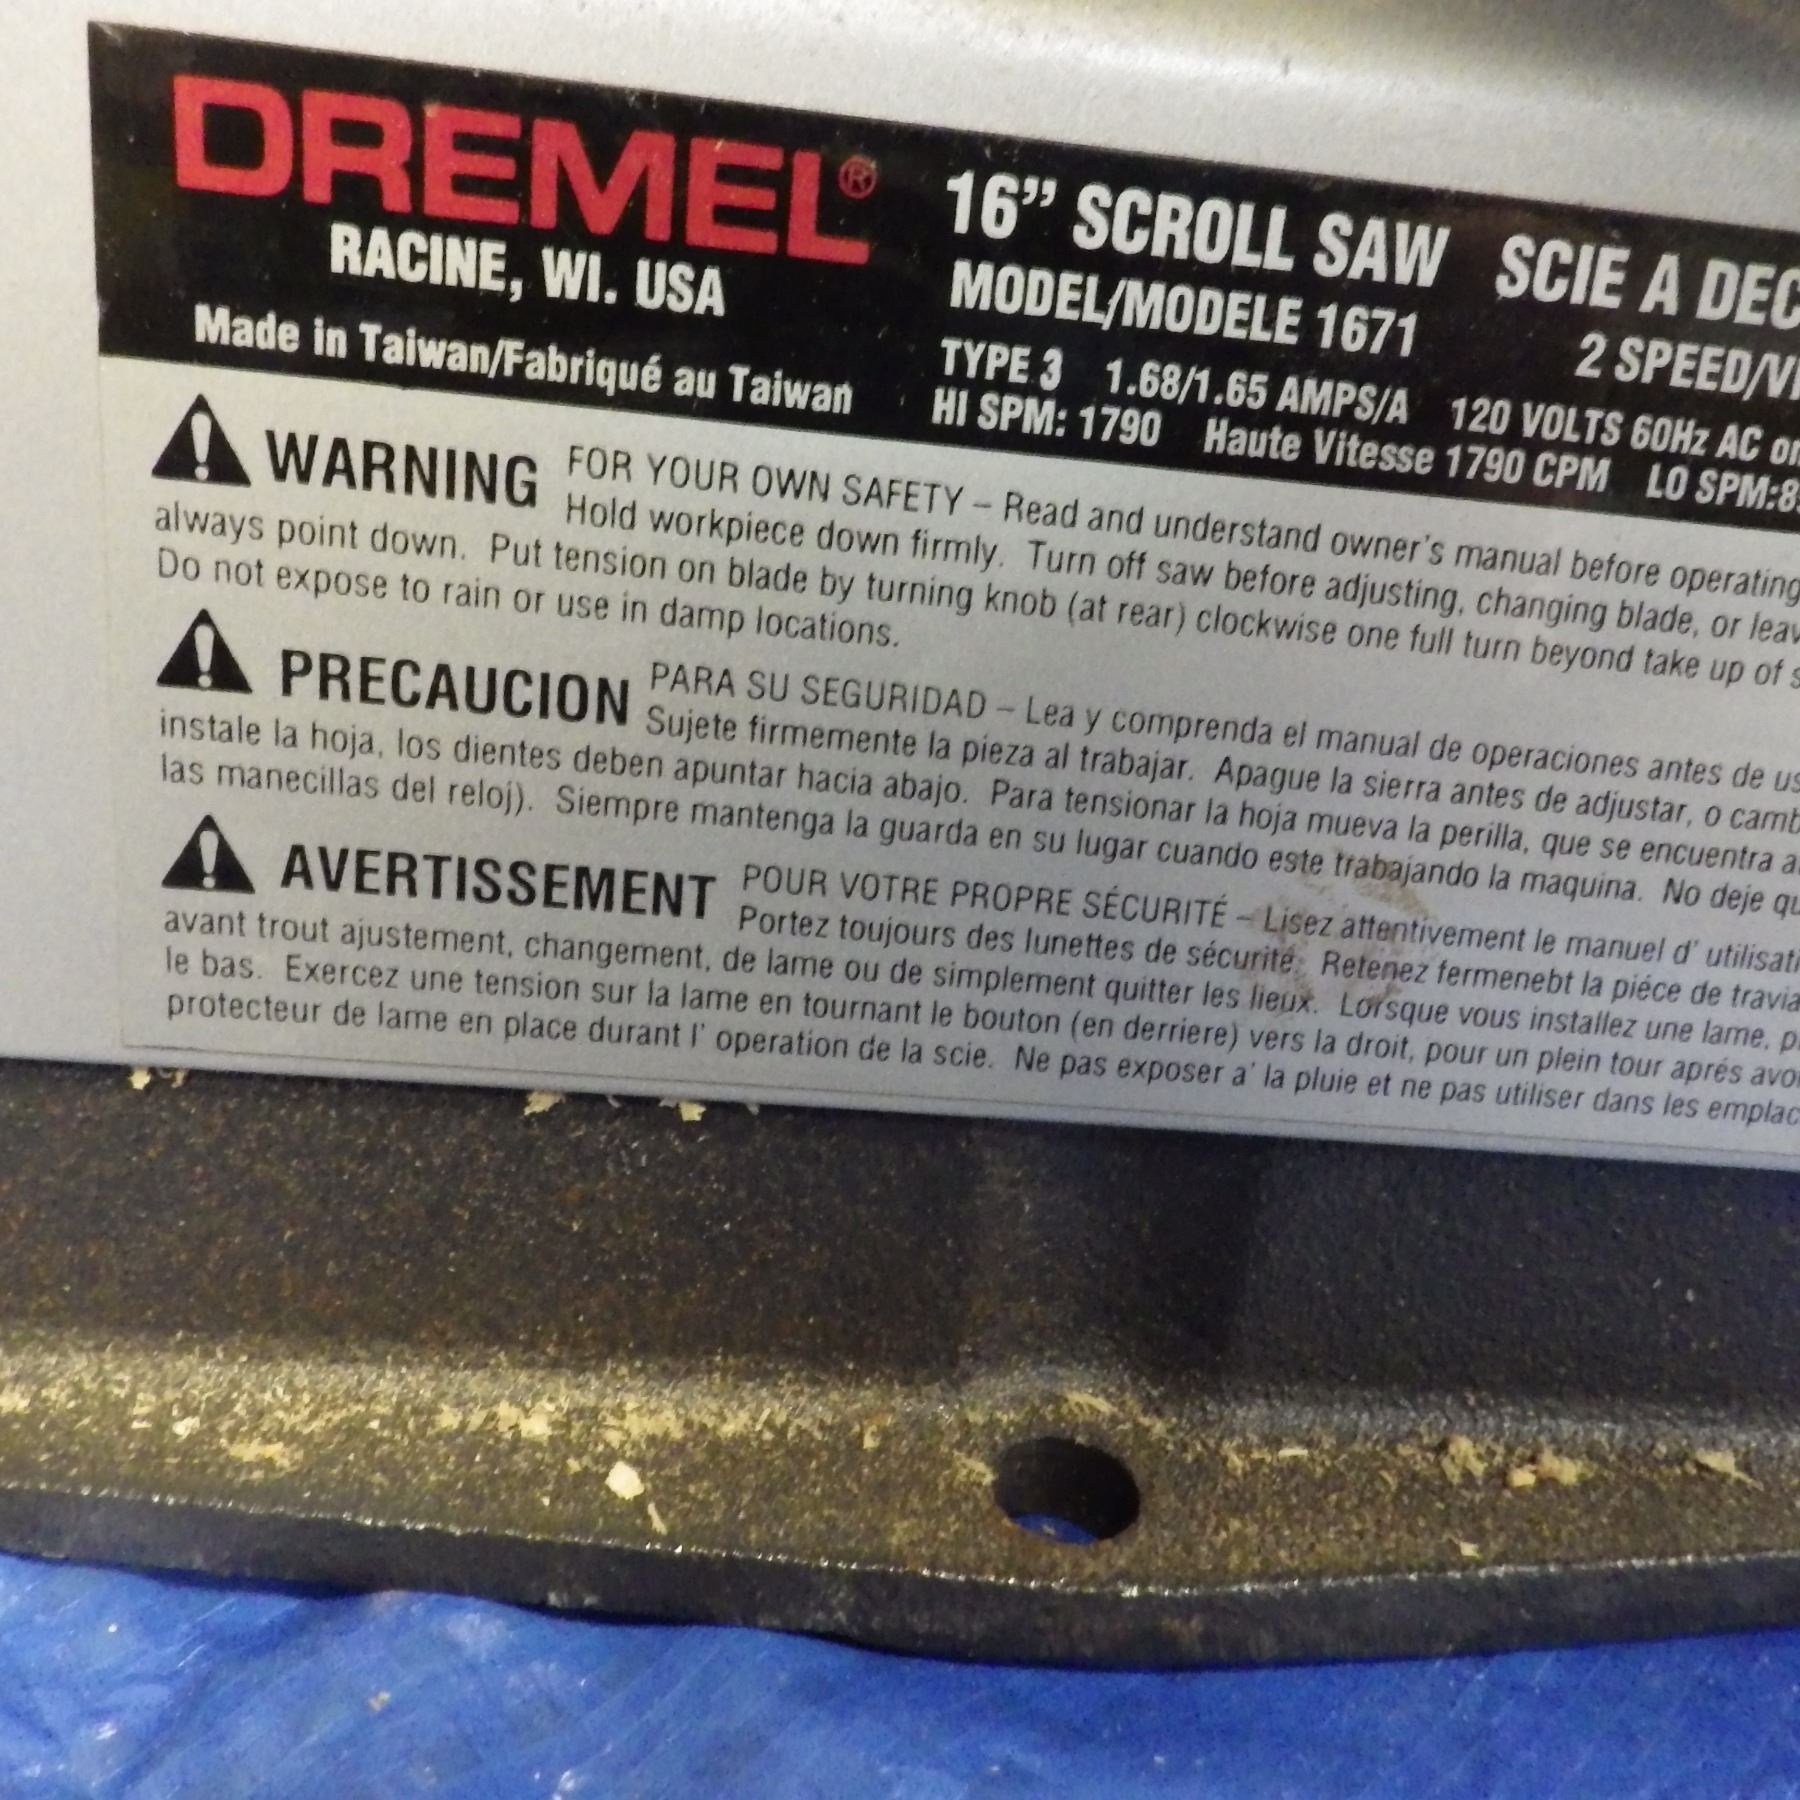 DREMEL®
RACINE, WI. USA
Made in Taiwan/Fabriqué au Taiwan
16” SCROLL SAW SCIE A
MODEL/MODELE 1671
2
TYPE 3 1.68/1.65 AMPS/A 120 VOLTS 60Hz AC
HI SPM: 1790 Haute Vitesse 1790 CPM LO
WARNING FOR YOUR OWN SAFETY – Read and understand owner's manual before operating
Hold workpiece down firmly. Turn off saw before adjusting, changing blade, or
always point down. Put tension on blade by turning knob (at rear) clockwise one full turn beyond take up of
Do not expose to rain or use in damp locations.
PRECAUCION PARA SU SEGURIDAD – Lea y comprenda el manual de operaciones antes de
Sujete firmemente la pieza al trabajar. Apague la sierra antes de adjustar, o
instale la hoja, los dientes deben apuntar hacia abajo. Para tensionar la hoja mueva la perilla, que se encuentra
las manecillas del reloj). Siempre mantenga la guarda en su lugar cuando este trabajando la maquina. No deje
AVERTISSEMENT POUR VOTRE PROPRE SÉCURITÉ – Lisez attentivement le manuel d'
Portez toujours des lunettes de sécurité. Retenez fermenebt la piéce de
avant trout ajustement, changement, de lame ou de simplement quitter les lieux. Lorsque vous installez une lame,
le bas. Exercez une tension sur la lame en tournant le bouton (en derriere) vers la droit, pour un plein tour aprés
protecteur de lame en place durant l' operation de la scie. Ne pas exposer a' la pluie et ne pas utiliser dans les